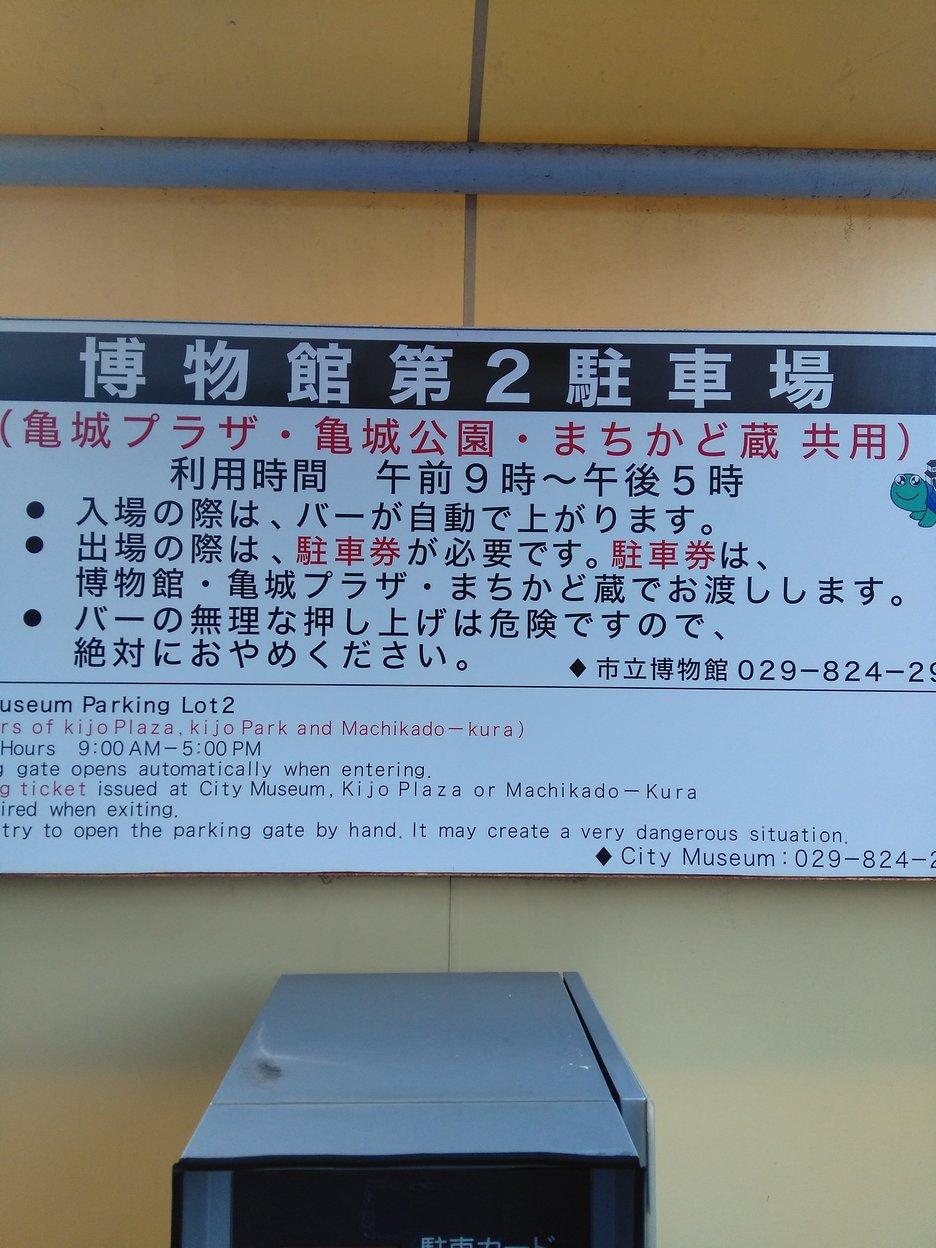 博物館第2駐車場
（亀城プラザ・亀城公園・まちかど蔵 共用）
利用時間　午前９時～午後５時
● 入場の際は、バーが自動で上がります。
● 出場の際は、駐車券が必要です。駐車券は、
博物館・亀城プラザ・まちかど蔵でお渡しします。
● バーの無理な押し上げは危険ですので、
絶対におやめください。
◆ 市立博物館 029－824－29
useum Parking Lot2
rs of kijo Plaza, kijo Park and Machikado－kura)
Hours 9:00 AM－5:00 PM
g gate opens automatically when entering.
g ticket issued at City Museum, Kijo Plaza or Machikado－Kura
ired when exiting.
try to open the parking gate by hand. It may create a very dangerous situation.
◆ City Museum：029－824－2
駐車カード